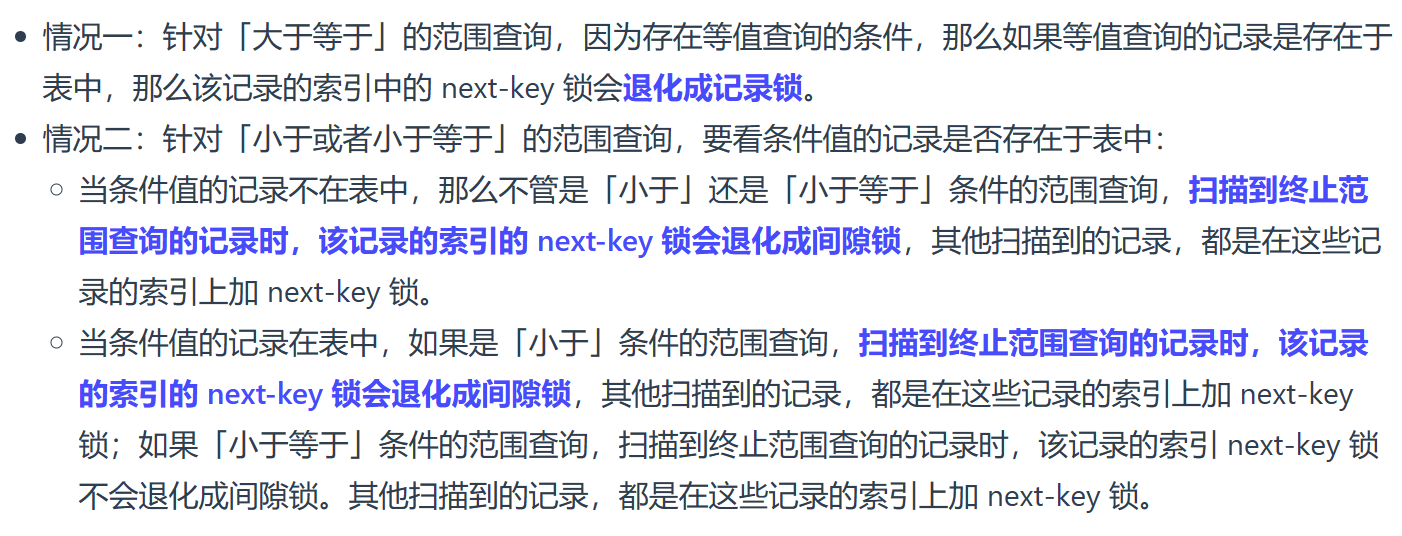 情况一：针对「大于等于」的范围查询，因为存在等值查询的条件，那么如果等值查询的记录是存在于
表中，那么该记录的索引中的 next-key 锁会退化成记录锁。
情况二：针对「小于或者小于等于」的范围查询，要看条件值的记录是否存在于表中：
当条件值的记录不在表中，那么不管是「小于」还是「小于等于」条件的范围查询，扫描到终止范
围查询的记录时，该记录的索引的 next-key 锁会退化成间隙锁，其他扫描到的记录，都是在这些记
录的索引上加 next-key 锁。
当条件值的记录在表中，如果是「小于」条件的范围查询，扫描到终止范围查询的记录时，该记录
的索引的 next-key 锁会退化成间隙锁，其他扫描到的记录，都是在这些记录的索引上加 next-key
锁；如果「小于等于」条件的范围查询，扫描到终止范围查询的记录时，该记录的索引 next-key 锁
不会退化成间隙锁。其他扫描到的记录，都是在这些记录的索引上加 next-key 锁。